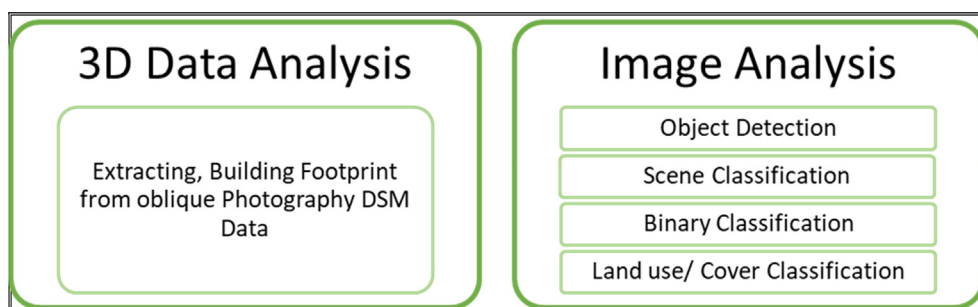 3D Data Analysis
Extracting, Building Footprint
from oblique Photography DSM
Data
Image Analysis
Object Detection
Scene Classification
Binary Classification
Land use/ Cover Classification